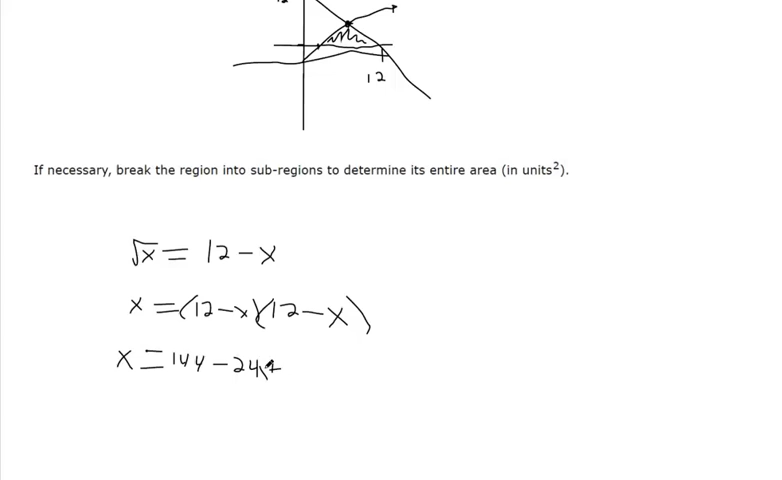 12
If necessary, break the region into sub-regions to determine its entire area (in units²).
√x = 12 - x
x = (12 - x)(12 - x)
x = 144 - 24x